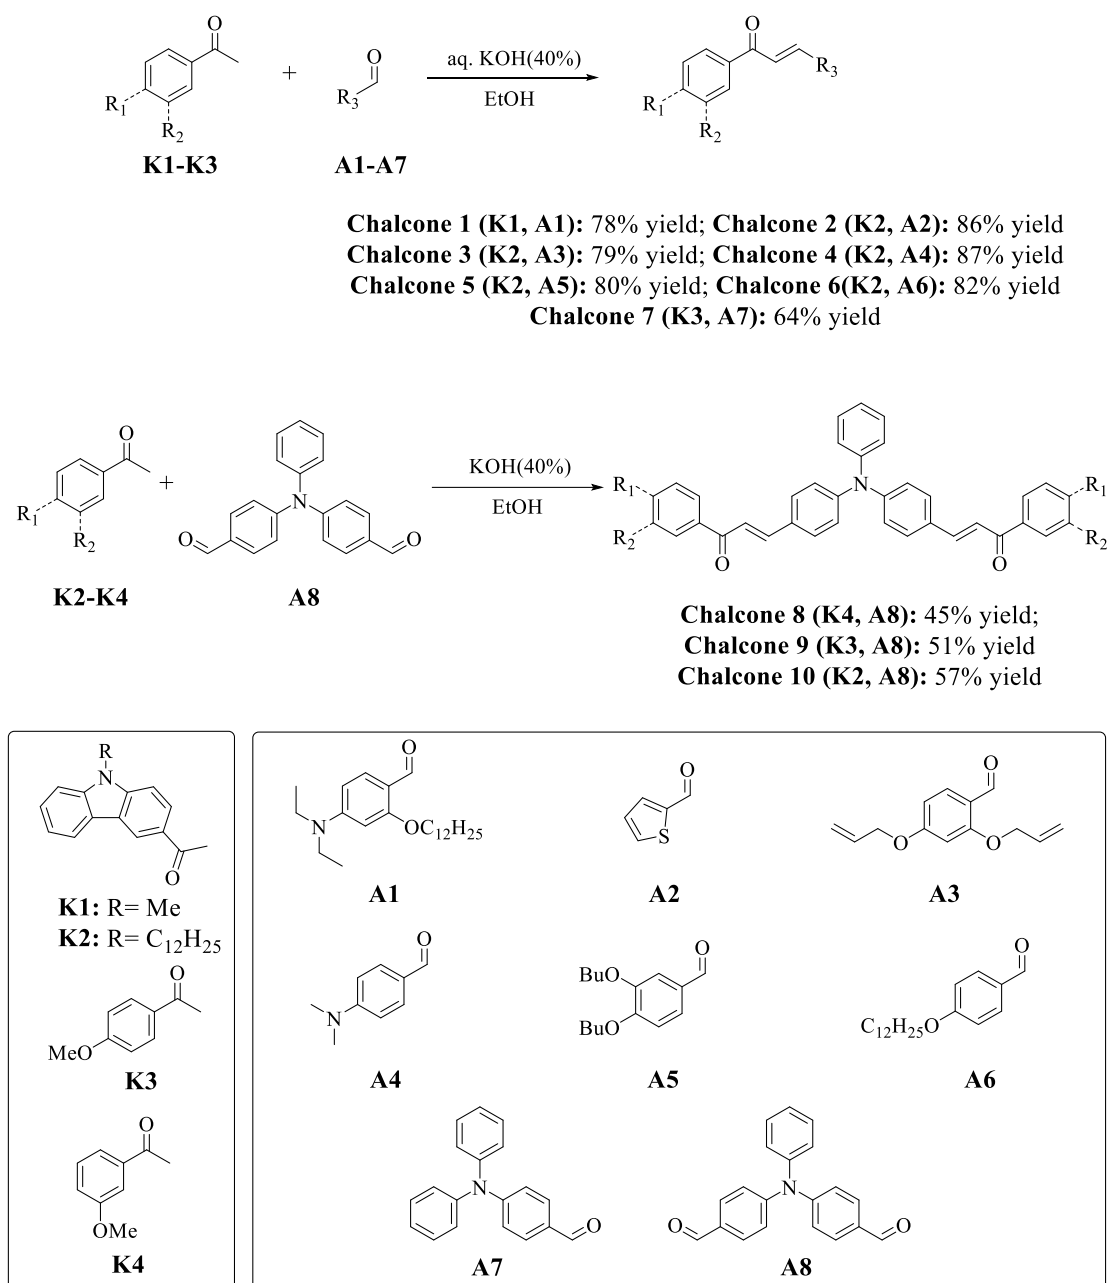 O
O
O
+
aq. KOH(40%)
EtOH
R₃
R₁
R₂
R₃
R₁
R₂
K1-K3
A1-A7
Chalcone 1 (K1, A1): 78% yield; Chalcone 2 (K2, A2): 86% yield
Chalcone 3 (K2, A3): 79% yield; Chalcone 4 (K2, A4): 87% yield
Chalcone 5 (K2, A5): 80% yield; Chalcone 6(K2, A6): 82% yield
Chalcone 7 (K3, A7): 64% yield
O
+
R₁
R₂
N
O
O
KOH(40%)
EtOH
N
R₁
R₂
O
O
R₁
R₂
K2-K4
A8
Chalcone 8 (K4, A8): 45% yield;
Chalcone 9 (K3, A8): 51% yield
Chalcone 10 (K2, A8): 57% yield
R
N
O
K1: R= Me
K2: R= C₁₂H₂₅
O
MeO
K3
O
OMe
K4
O
N
OC₁₂H₂₅
A1
O
S
A2
O
O
O
A3
O
N
A4
O
BuO
BuO
A5
O
C₁₂H₂₅O
A6
N
O
A7
N
O
O
A8